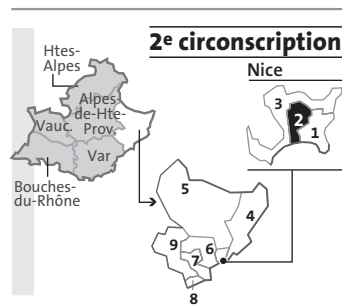 2e circonscription
Nice
Htes-
Alpes
Alpes-
de-Hte-
Prov.
Vauc.
Var
Bouches-
du-Rhône
3
2
1
5
4
9
6
7
8